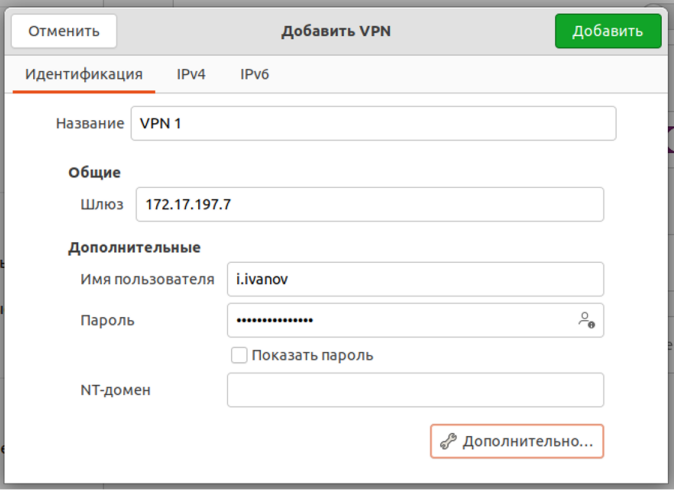 Отменить Добавить VPN Добавить
Идентификация IPv4 IPv6
Название VPN 1
Общие
Шлюз 172.17.197.7
Дополнительные
Имя пользователя i.ivanov
Пароль •••••••••••••••
Показать пароль
NT-домен
Дополнительно...